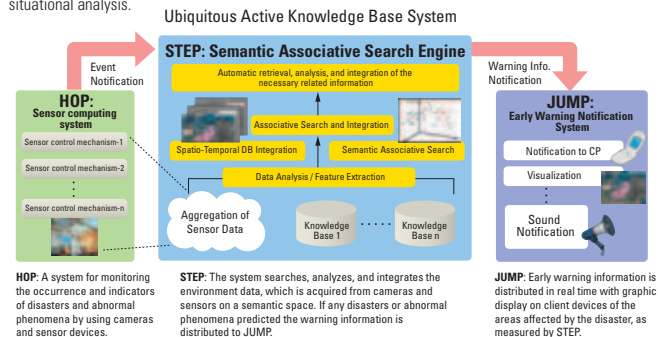 situational analysis.
Ubiquitous Active Knowledge Base System
Event
Notification
STEP: Semantic Associative Search Engine
Warning Info.
Notification
Automatic retrieval, analysis, and integration of the
necessary related information
Associative Search and Integration
Spatio-Temporal DB Integration
Semantic Associative Search
Data Analysis / Feature Extraction
Aggregation of
Sensor Data
Knowledge
Base 1
Knowledge
Base n
HOP:
Sensor computing
system
Sensor control mechanism-1
Sensor control mechanism-2
Sensor control mechanism-n
JUMP:
Early Warning Notification
System
Notification to CP
Visualization
Sound
Notification
HOP: A system for monitoring
the occurrence and indicators
of disasters and abnormal
phenomena by using cameras
and sensor devices.
STEP: The system searches, analyzes, and integrates the
environment data, which is acquired from cameras and
sensors on a semantic space. If any disasters or abnormal
phenomena predicted the warning information is
distributed to JUMP.
JUMP: Early warning information is
distributed in real time with graphic
display on client devices of the
areas affected by the disaster, as
measured by STEP.